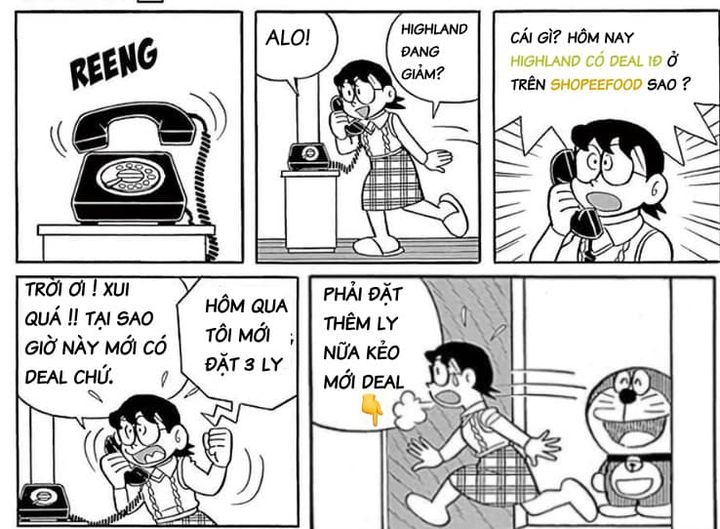 REENG
ALO!
HIGHLAND
ĐANG
GIẢM?
CÁI GÌ? HÔM NAY
HIGHLAND CÓ DEAL 1Đ Ở
TRÊN SHOPEEFOOD SAO ?
TRỜI ƠI ! XUI
QUÁ !! TẠI SAO
GIỜ NÀY MỚI CÓ
DEAL CHỨ.
HÔM QUA
TÔI MỚI
ĐẶT 3 LY
PHẢI ĐẶT
THÊM LY
NỮA KẺO
MỚI DEAL
👇